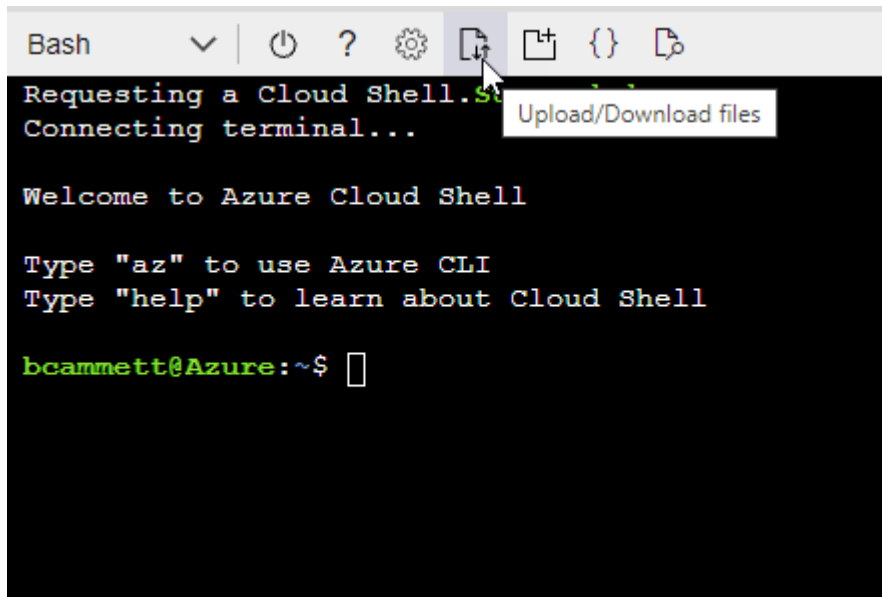 Bash
?
{}
Requesting a Cloud Shell.
Upload/Download files
Connecting terminal...
Welcome to Azure Cloud Shell
Type "az" to use Azure CLI
Type "help" to learn about Cloud Shell
bcammett@Azure:~$